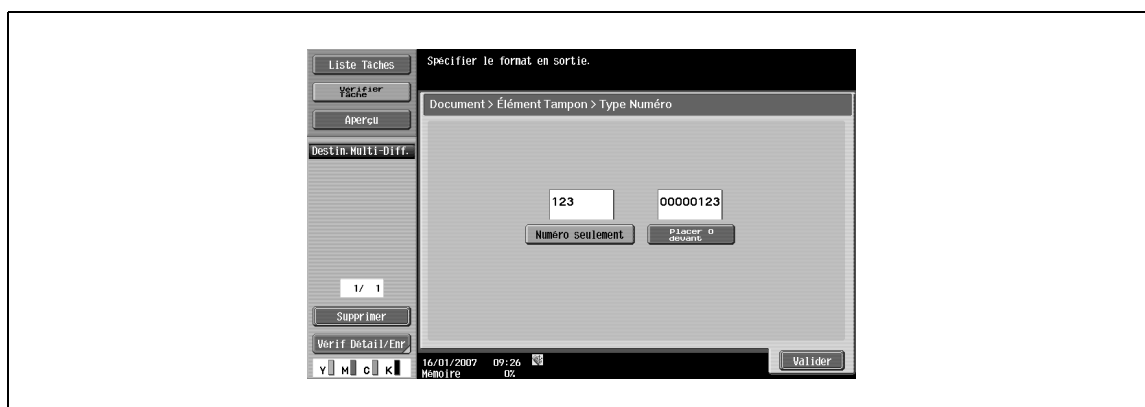 Liste Tâches
Spécifier le format en sortie.
Vérifier
Tâche
Document > Élément Tampon > Type Numéro
Aperçu
Destin.Multi-Diff.
123
00000123
Numéro seulement
Placer 0
devant
1/ 1
Supprimer
Vérif Détail/Enr
16/01/2007 09:26
Mémoire 0%
Valider
Y M C K